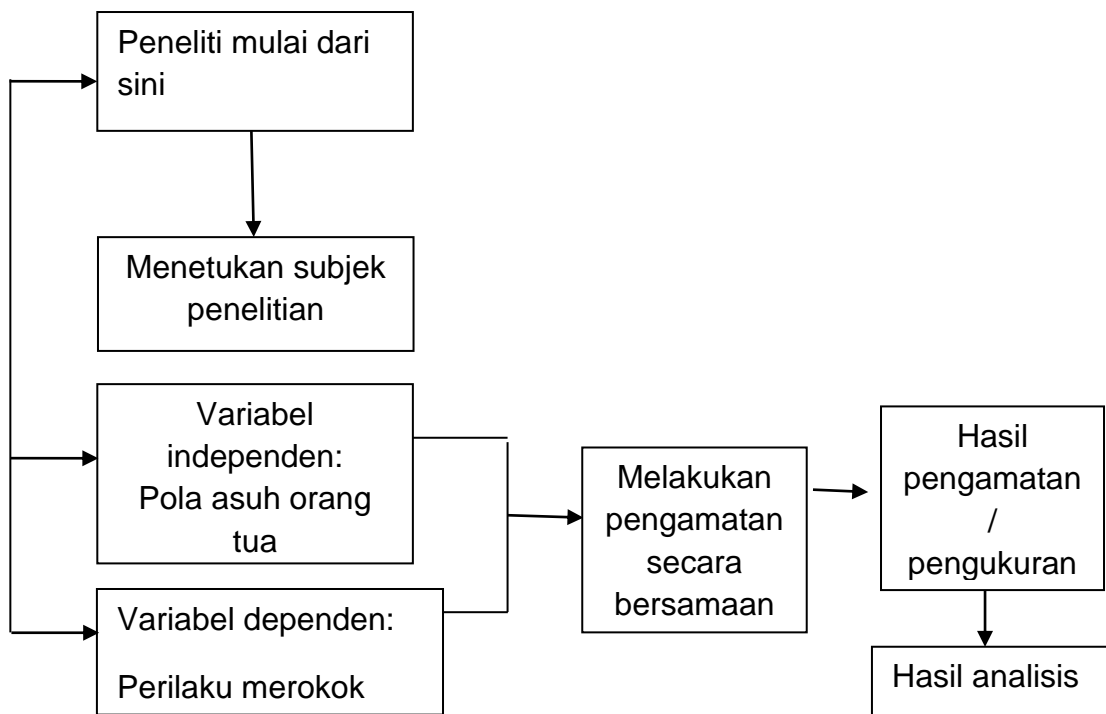 Peneliti mulai dari
sini
Menetukan subjek
penelitian
Variabel
independen:
Pola asuh orang
tua
Variabel dependen:
Perilaku merokok
Melakukan
pengamatan
secara
bersamaan
Hasil
pengamatan
/
pengukuran
Hasil analisis